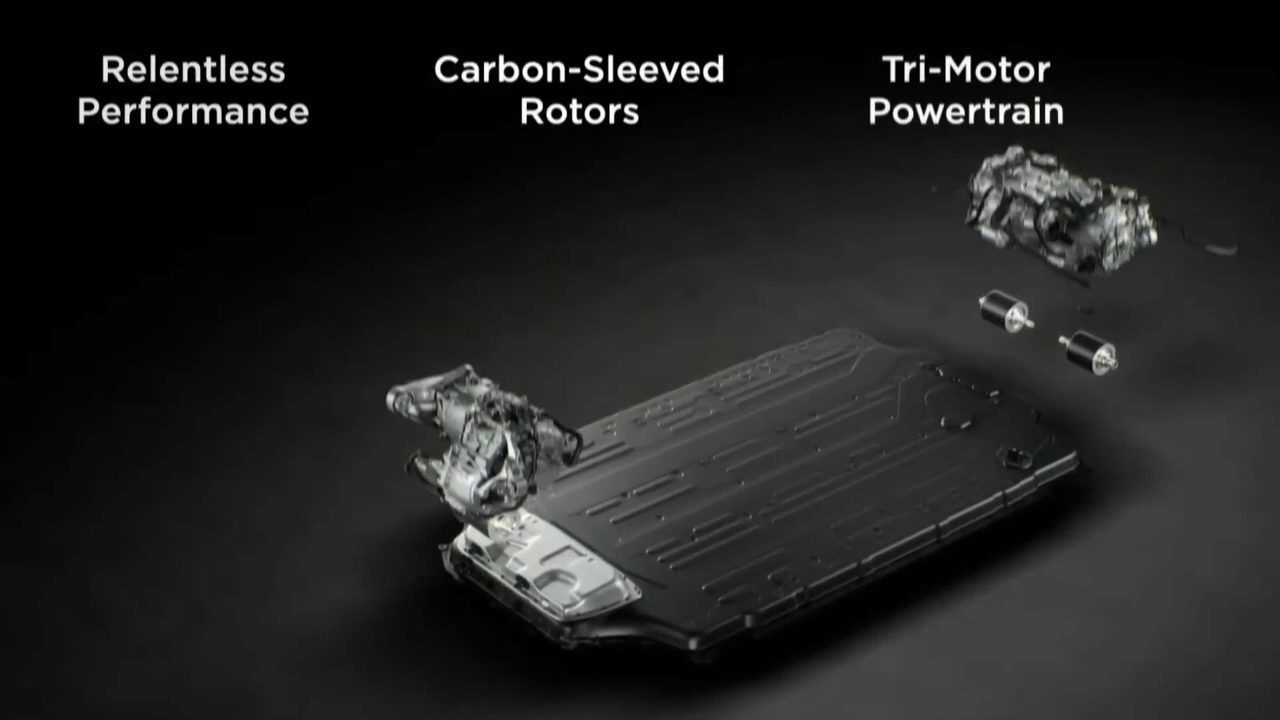 Relentless
Performance
Carbon-Sleeved
Rotors
Tri-Motor
Powertrain